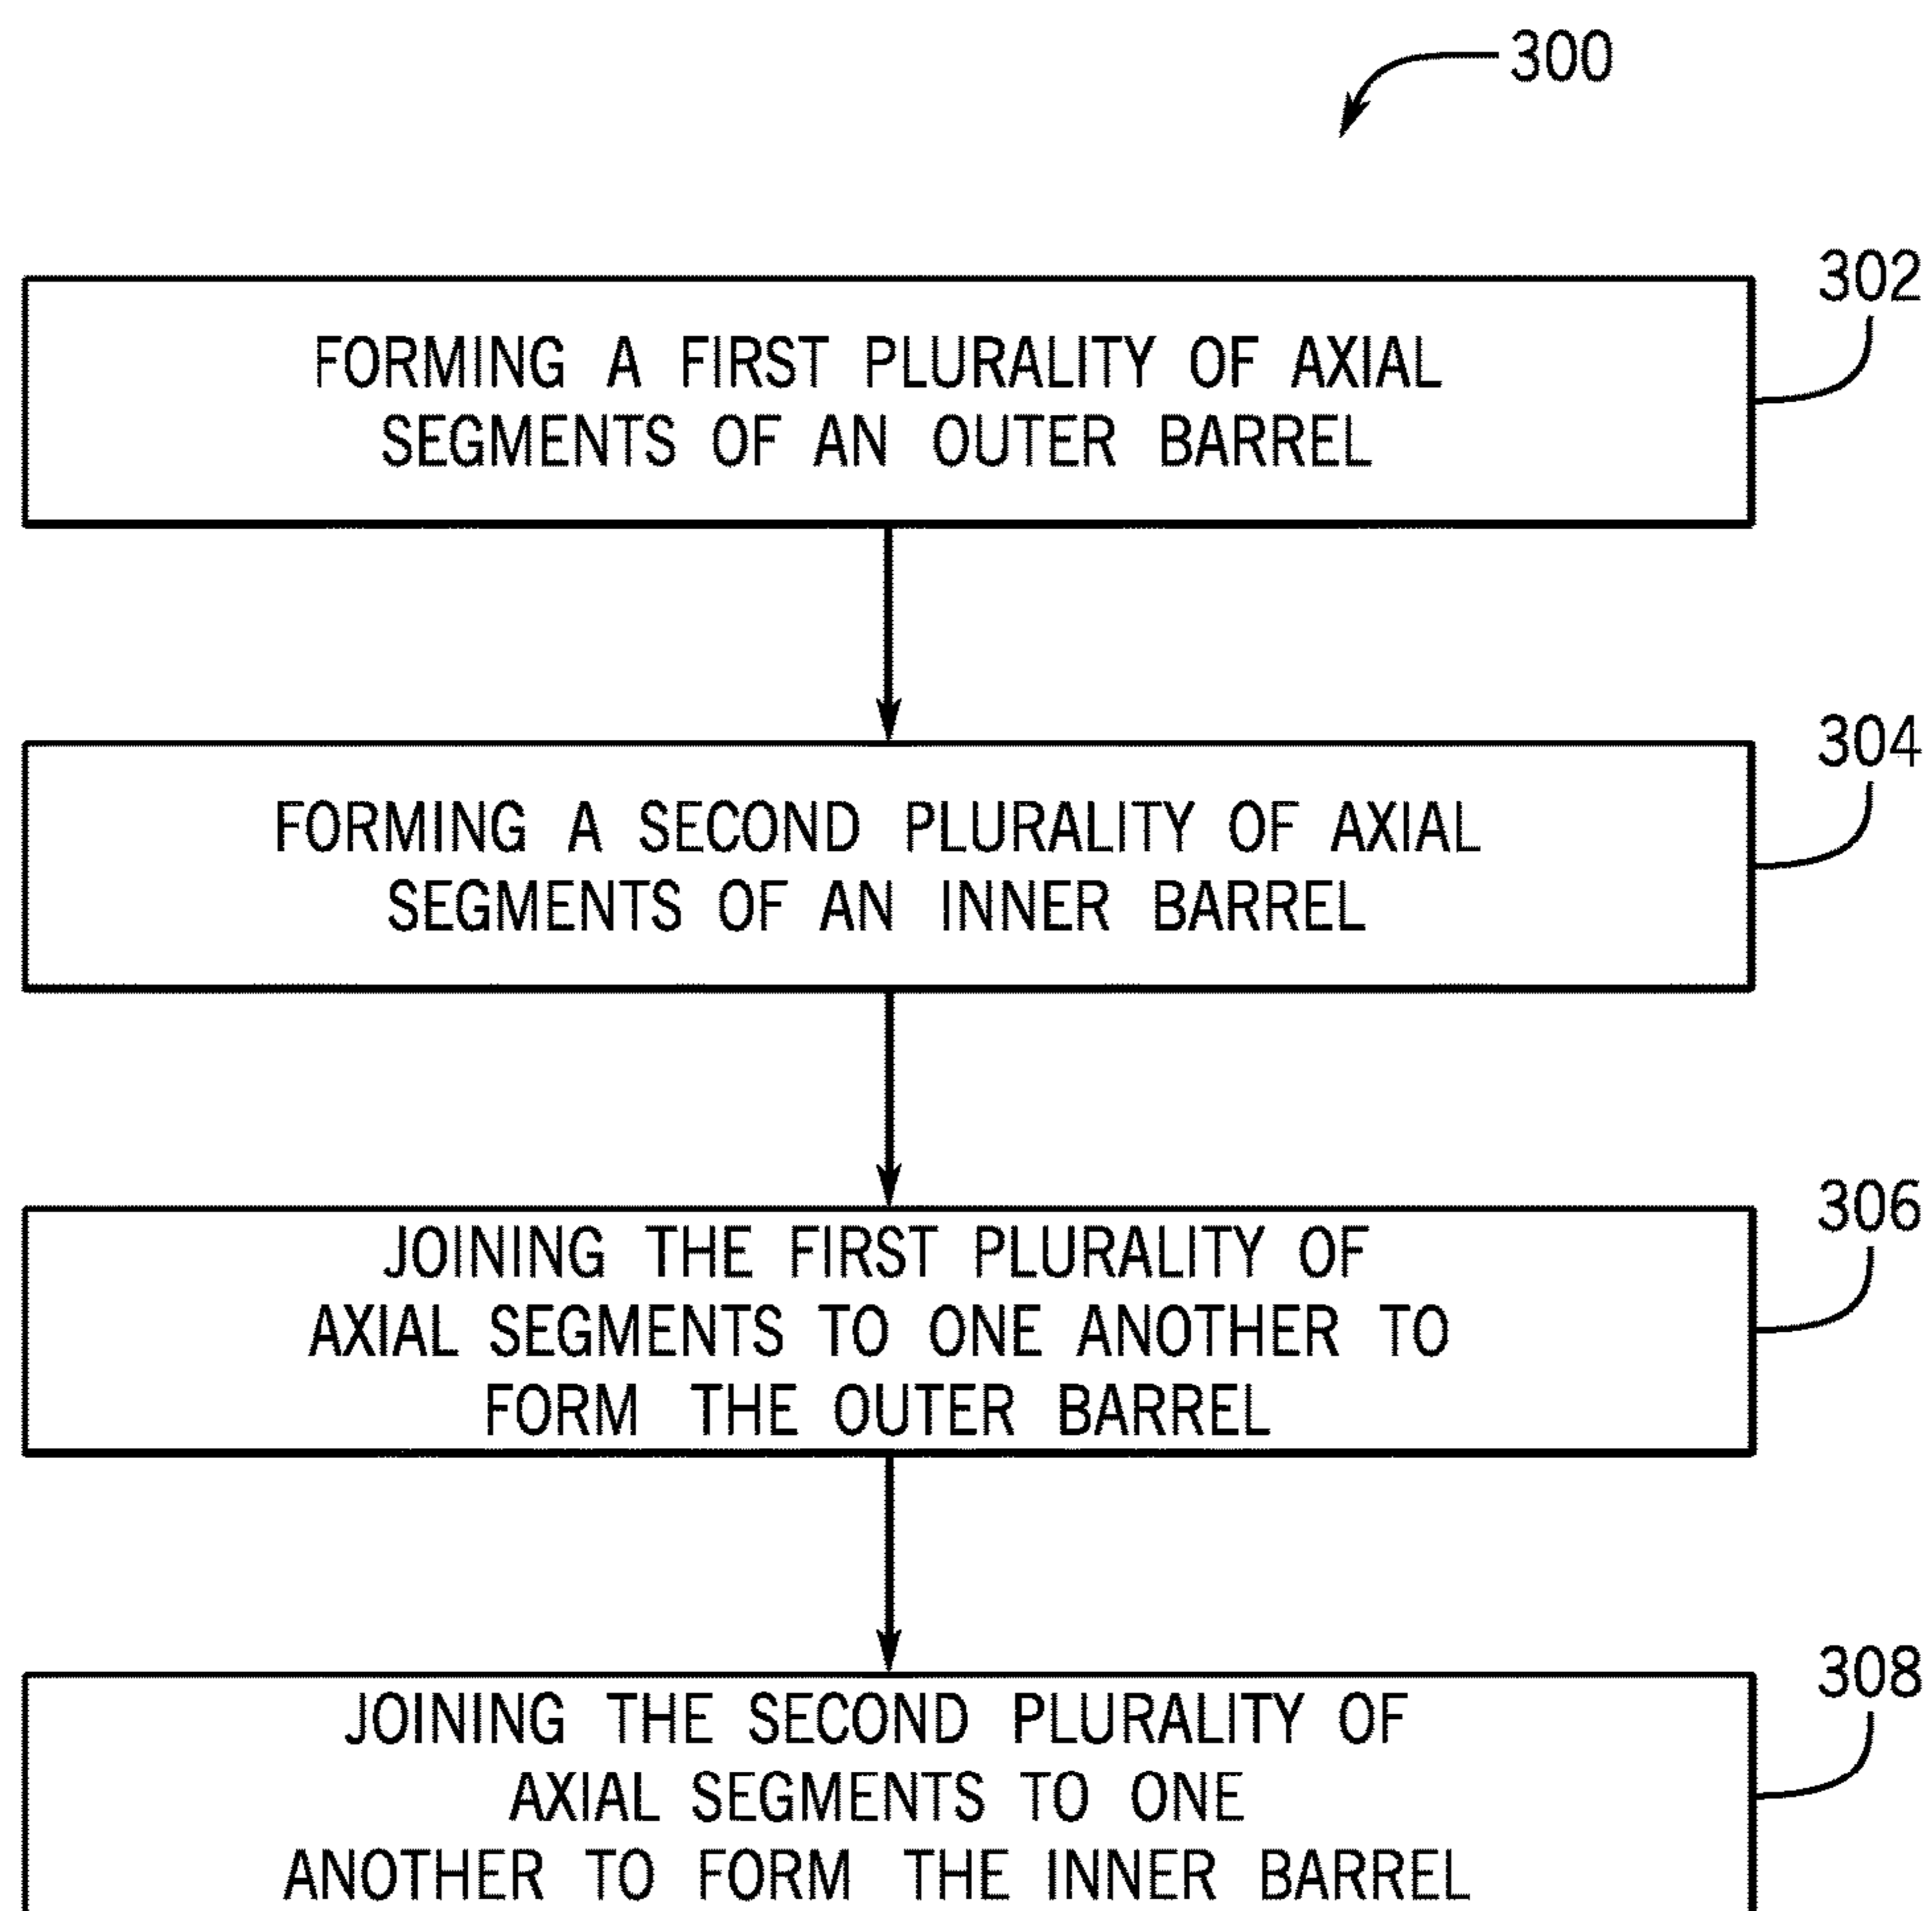 300
302
FORMING A FIRST PLURALITY OF AXIAL
SEGMENTS OF AN OUTER BARREL
304
FORMING A SECOND PLURALITY OF AXIAL
SEGMENTS OF AN INNER BARREL
306
JOINING THE FIRST PLURALITY OF
AXIAL SEGMENTS TO ONE ANOTHER TO
FORM THE OUTER BARREL
308
JOINING THE SECOND PLURALITY OF
AXIAL SEGMENTS TO ONE
ANOTHER TO FORM THE INNER BARREL